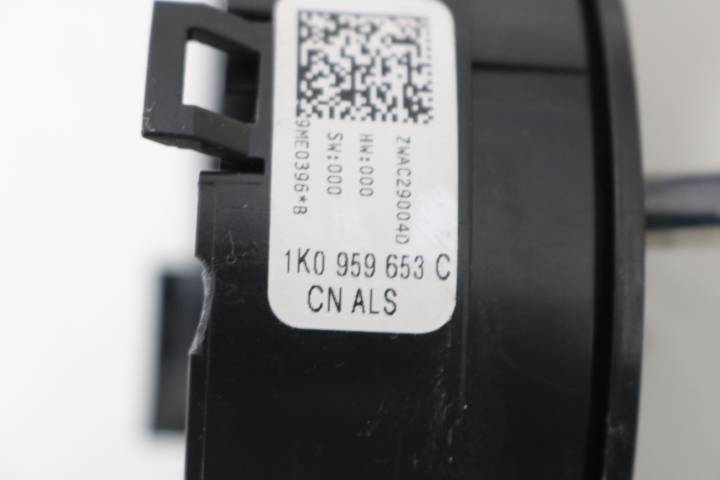 ZWAC29004D
HW:000
SW:000
9ME0396*B
1K0 959 653 C
CN ALS